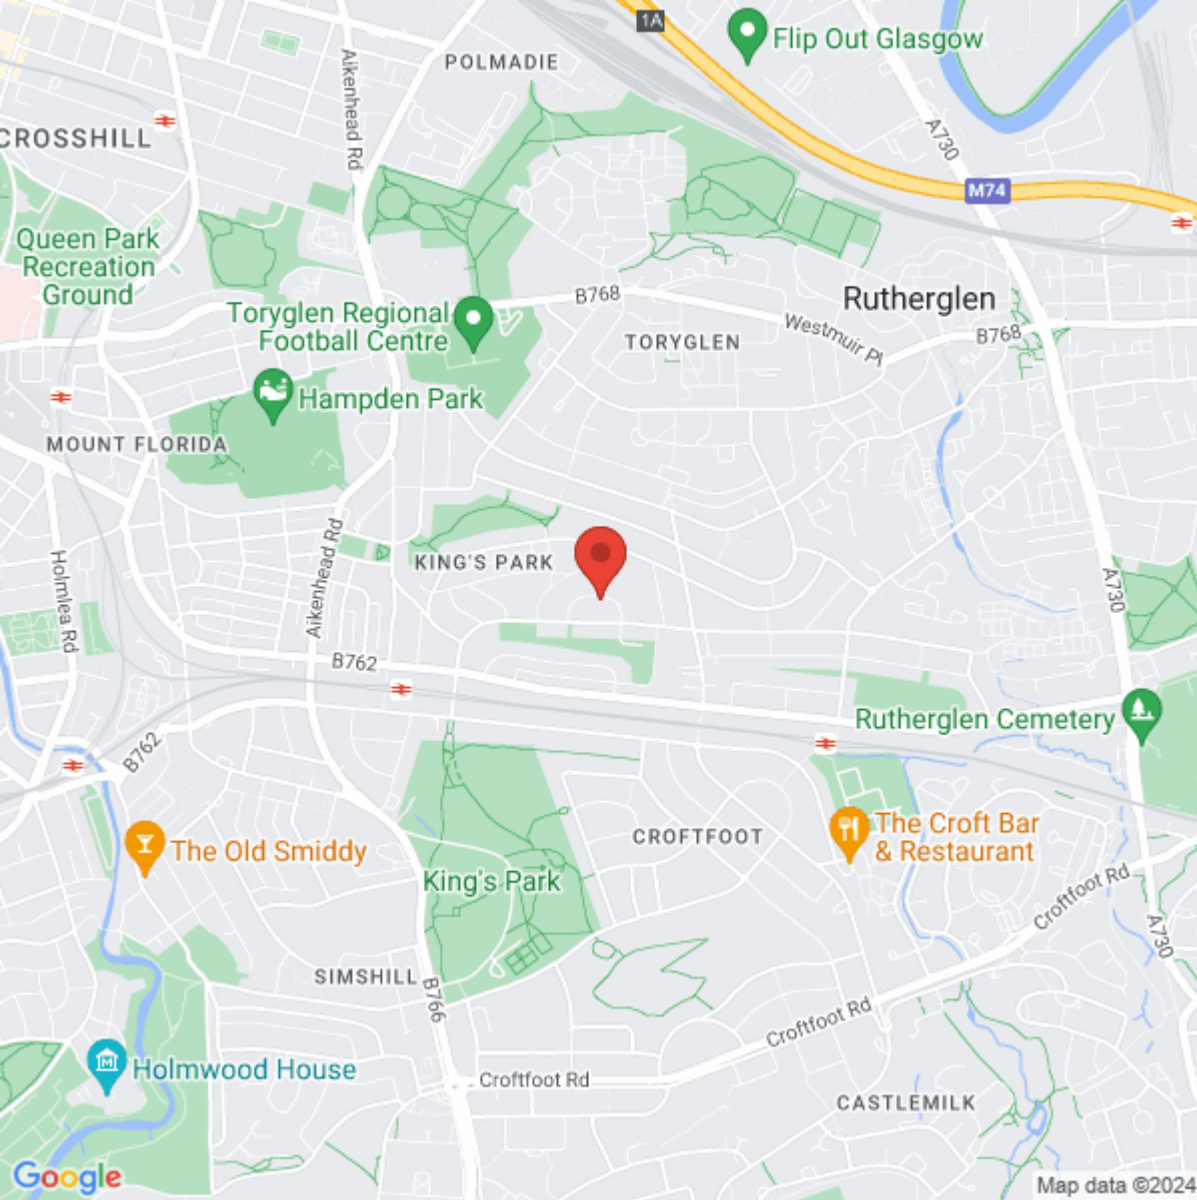 1A
Flip Out Glasgow
POLMADIE
Aikenhead Rd
A730
CROSSHILL
M74
Queen Park
Recreation
Ground
B768
Rutherglen
Toryglen Regional
Football Centre
TORYGLEN
Westmuir Pl
B768
Hampden Park
MOUNT FLORIDA
KING'S PARK
Aikenhead Rd
Holmlea Rd
A730
B762
Rutherglen Cemetery
B762
The Croft Bar
& Restaurant
CROFTFOOT
The Old Smiddy
King's Park
Croftfoot Rd
A730
SIMSHILL
B766
Croftfoot Rd
Holmwood House
Croftfoot Rd
CASTLEMILK
Google
Map data ©2024